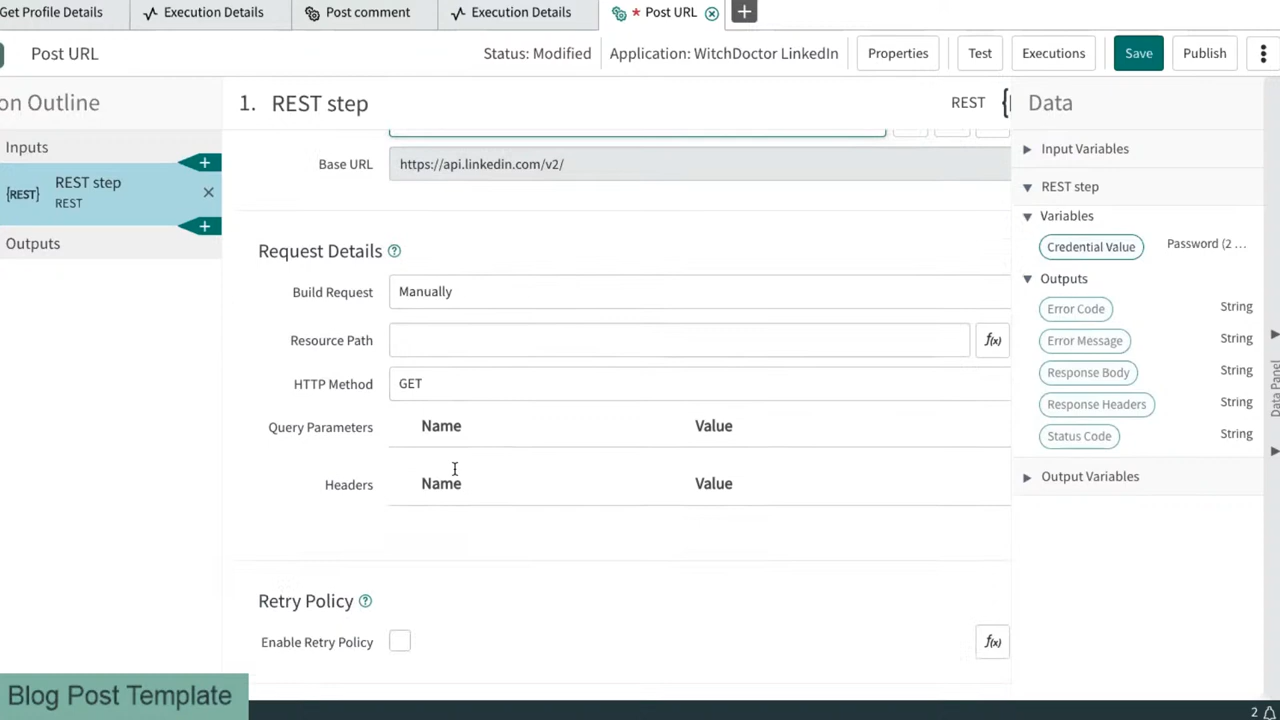 Get Profile Details
Execution Details
Post comment
Execution Details
* Post URL
Post URL
Status: Modified
Application: WitchDoctor LinkedIn
Properties
Test
Executions
Save
Publish
on Outline
Inputs
{REST}
REST step
REST
Outputs
1. REST step
REST
Base URL
https://api.linkedin.com/v2/
Request Details
Build Request
Manually
Resource Path
f(x)
HTTP Method
GET
Query Parameters
Name
Value
Headers
Name
Value
Retry Policy
Enable Retry Policy
f(x)
Data
Input Variables
REST step
Variables
Credential Value
Password (2 ...
Outputs
Error Code
String
Error Message
String
Response Body
String
Response Headers
String
Status Code
String
Output Variables
Data Panel
Blog Post Template
2